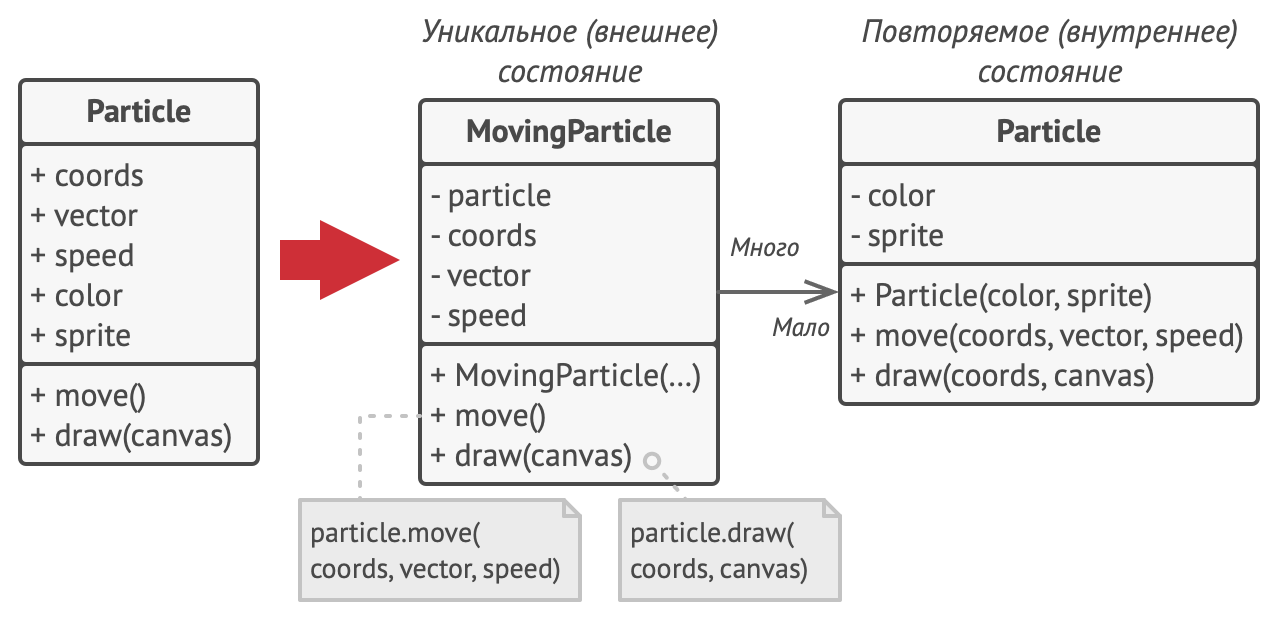 Particle
+ coords
+ vector
+ speed
+ color
+ sprite
+ move()
+ draw(canvas)
Уникальное (внешнее)
состояние
MovingParticle
- particle
- coords
- vector
- speed
+ MovingParticle(...)
+ move()
+ draw(canvas)
particle.move(
coords, vector, speed)
particle.draw(
coords, canvas)
Много
Мало
Повторяемое (внутреннее)
состояние
Particle
- color
- sprite
+ Particle(color, sprite)
+ move(coords, vector, speed)
+ draw(coords, canvas)